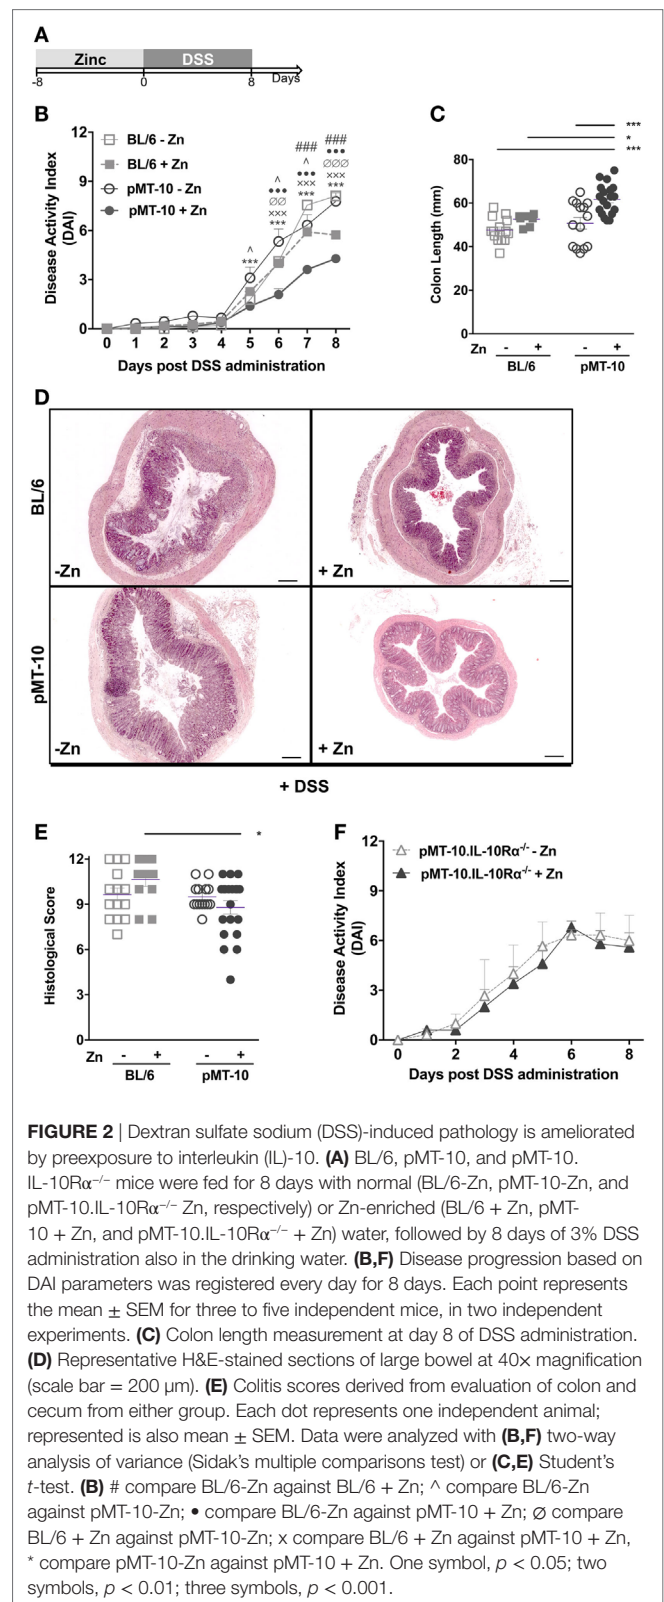 A
Zinc
DSS
-8
0
8
Days
B
BL/6 - Zn
BL/6 + Zn
pMT-10 - Zn
pMT-10 + Zn
Disease Activity Index
(DAI)
12
9
6
3
0
^
***
^
•••
∅∅
×××
***
###
^
•••
×××
***
###
•••
∅∅∅
×××
***
0 1 2 3 4 5 6 7 8
Days post DSS administration
C
***
*
***
Colon Length (mm)
80
60
40
20
0
Zn - + - +
BL/6 pMT-10
D
BL/6
-Zn
+ Zn
pMT-10
-Zn
+ Zn
+ DSS
E
*
Histological Score
12
9
6
3
0
Zn - + - +
BL/6 pMT-10
F
pMT-10.IL-10Rα-/- - Zn
pMT-10.IL-10Rα-/- + Zn
Disease Activity Index
(DAI)
12
9
6
3
0
0 2 4 6 8
Days post DSS administration
FIGURE 2 | Dextran sulfate sodium (DSS)-induced pathology is ameliorated
by preexposure to interleukin (IL)-10. (A) BL/6, pMT-10, and pMT-10.
IL-10Rα−/− mice were fed for 8 days with normal (BL/6-Zn, pMT-10-Zn, and
pMT-10.IL-10Rα−/− Zn, respectively) or Zn-enriched (BL/6 + Zn, pMT-
10 + Zn, and pMT-10.IL-10Rα−/− + Zn) water, followed by 8 days of 3% DSS
administration also in the drinking water. (B,F) Disease progression based on
DAI parameters was registered every day for 8 days. Each point represents
the mean ± SEM for three to five independent mice, in two independent
experiments. (C) Colon length measurement at day 8 of DSS administration.
(D) Representative H&E-stained sections of large bowel at 40× magnification
(scale bar = 200 μm). (E) Colitis scores derived from evaluation of colon and
cecum from either group. Each dot represents one independent animal;
represented is also mean ± SEM. Data were analyzed with (B,F) two-way
analysis of variance (Sidak's multiple comparisons test) or (C,E) Student's
t-test. (B) # compare BL/6-Zn against BL/6 + Zn; ^ compare BL/6-Zn
against pMT-10-Zn; • compare BL/6-Zn against pMT-10 + Zn; ∅ compare
BL/6 + Zn against pMT-10-Zn; x compare BL/6 + Zn against pMT-10 + Zn,
* compare pMT-10-Zn against pMT-10 + Zn. One symbol, p < 0.05; two
symbols, p < 0.01; three symbols, p < 0.001.